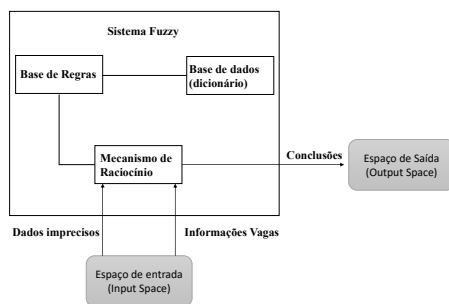 Sistema Fuzzy
Base de Regras
Base de dados
(dicionário)
Mecanismo de
Raciocínio
Conclusões
Espaço de Saída
(Output Space)
Dados imprecisos
Informações Vagas
Espaço de entrada
(Input Space)